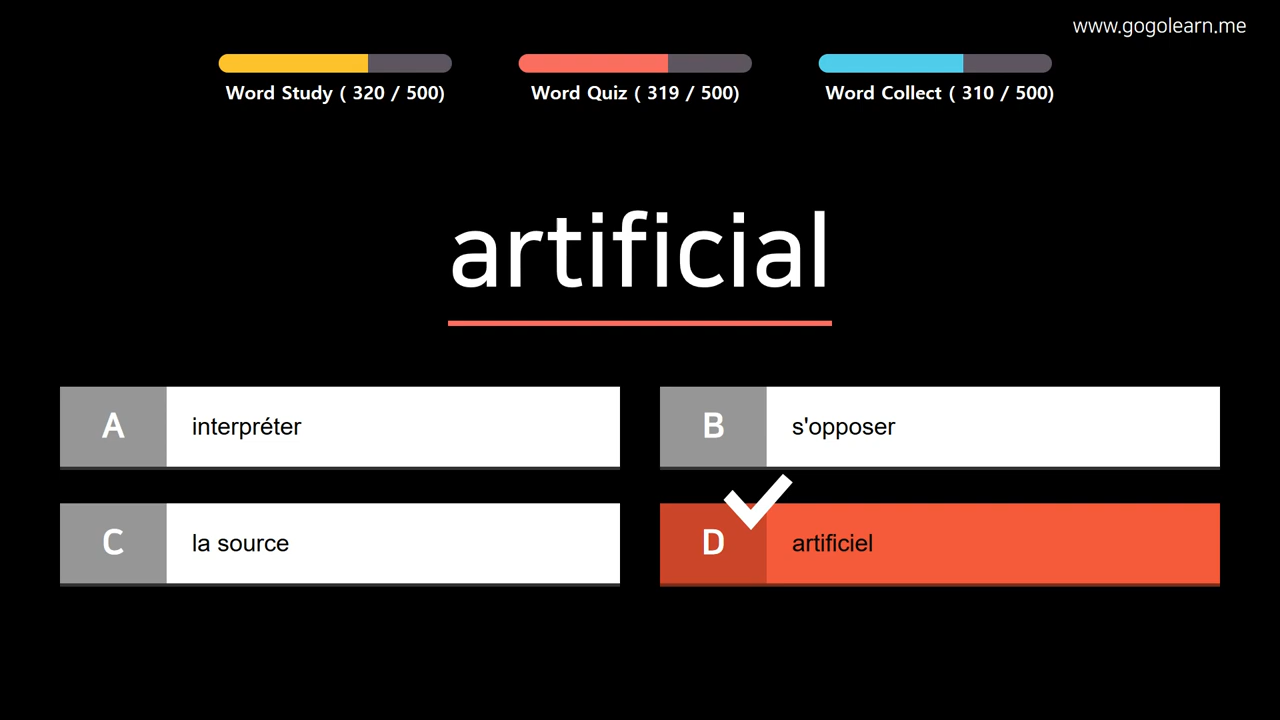 www.gogolearn.me
Word Study ( 320 / 500)
Word Quiz ( 319 / 500)
Word Collect ( 310 / 500)
artificial
A interpréter
B s'opposer
C la source
D artificiel